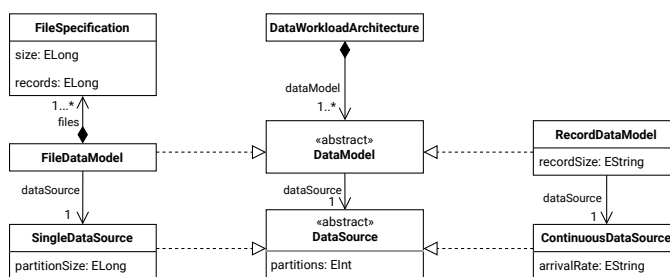 FileSpecification
size: ELong
records: ELong
1...*
files
FileDataModel
dataSource
1
SingleDataSource
partitionSize: ELong
DataWorkloadArchitecture
dataModel
1..*
«abstract»
DataModel
dataSource
1
«abstract»
DataSource
partitions: EInt
RecordDataModel
recordSize: EString
dataSource
1
ContinuousDataSource
arrivalRate: EString